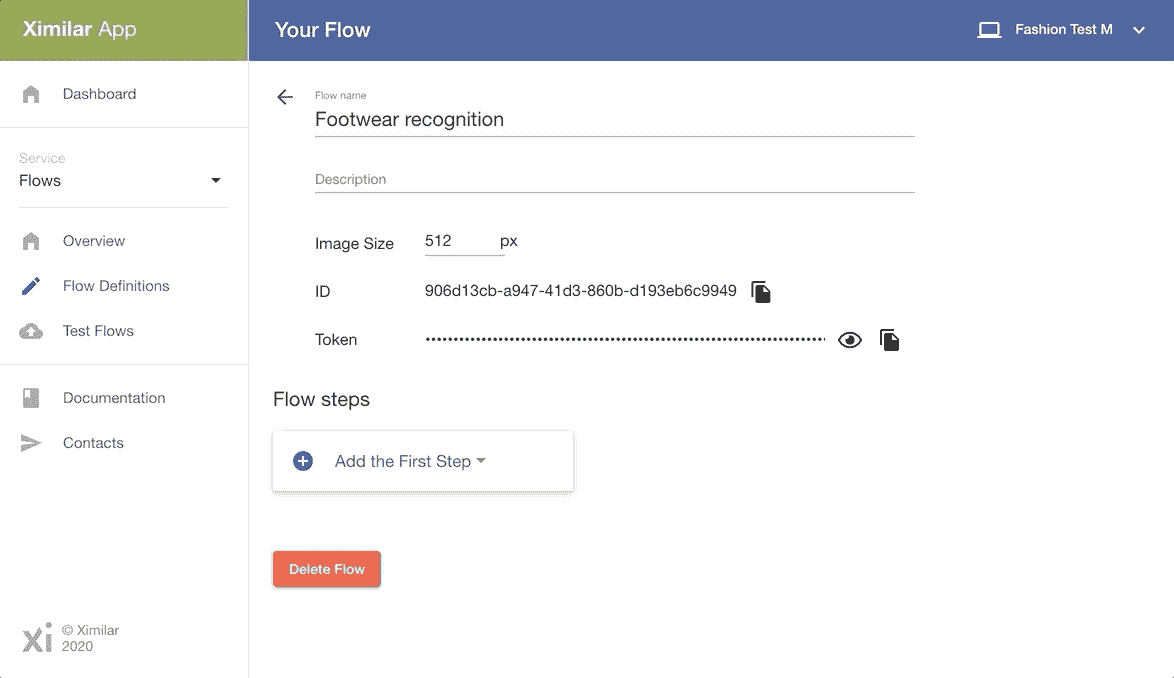 Ximilar App
Your Flow
Fashion Test M
Dashboard
Service
Flows
Overview
Flow Definitions
Test Flows
Documentation
Contacts
Xi © Ximilar
2020
Flow name
Footwear recognition
Description
Image Size 512 px
ID 906d13cb-a947-41d3-860b-d193eb6c9949
Token
Flow steps
Add the First Step
Delete Flow